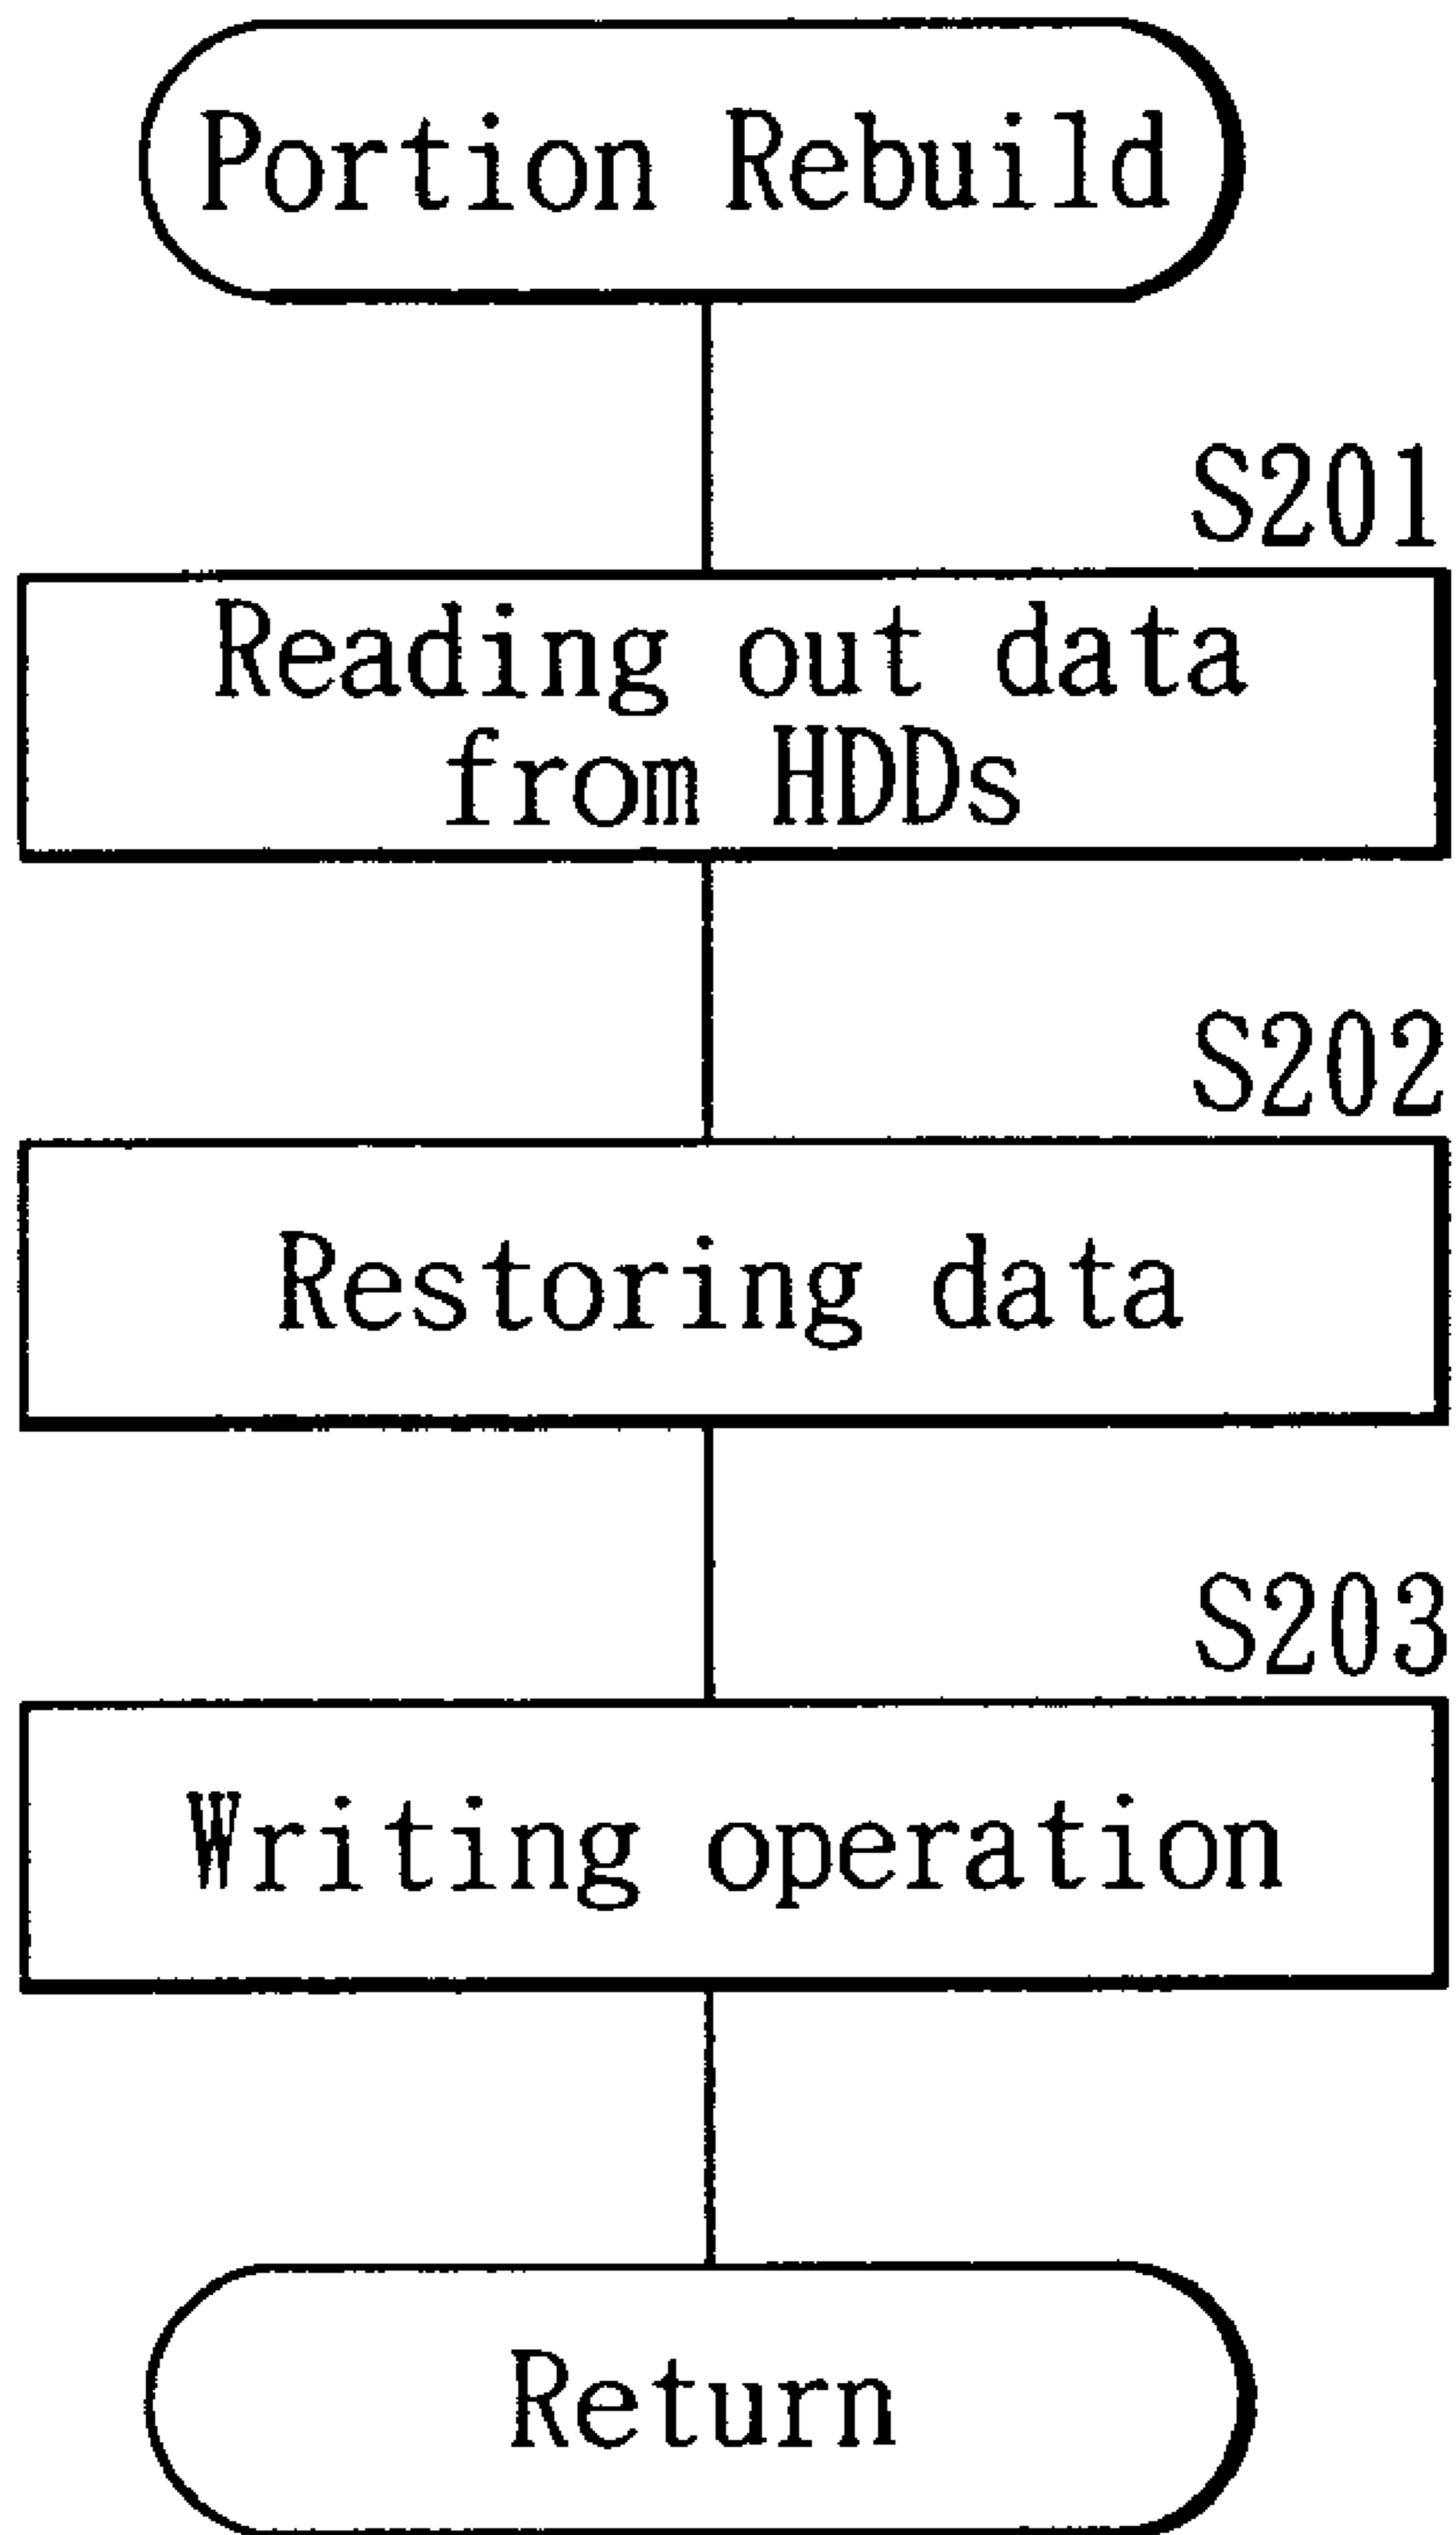 Portion Rebuild
S201
Reading out data
from HDDs
S202
Restoring data
S203
Writing operation
Return